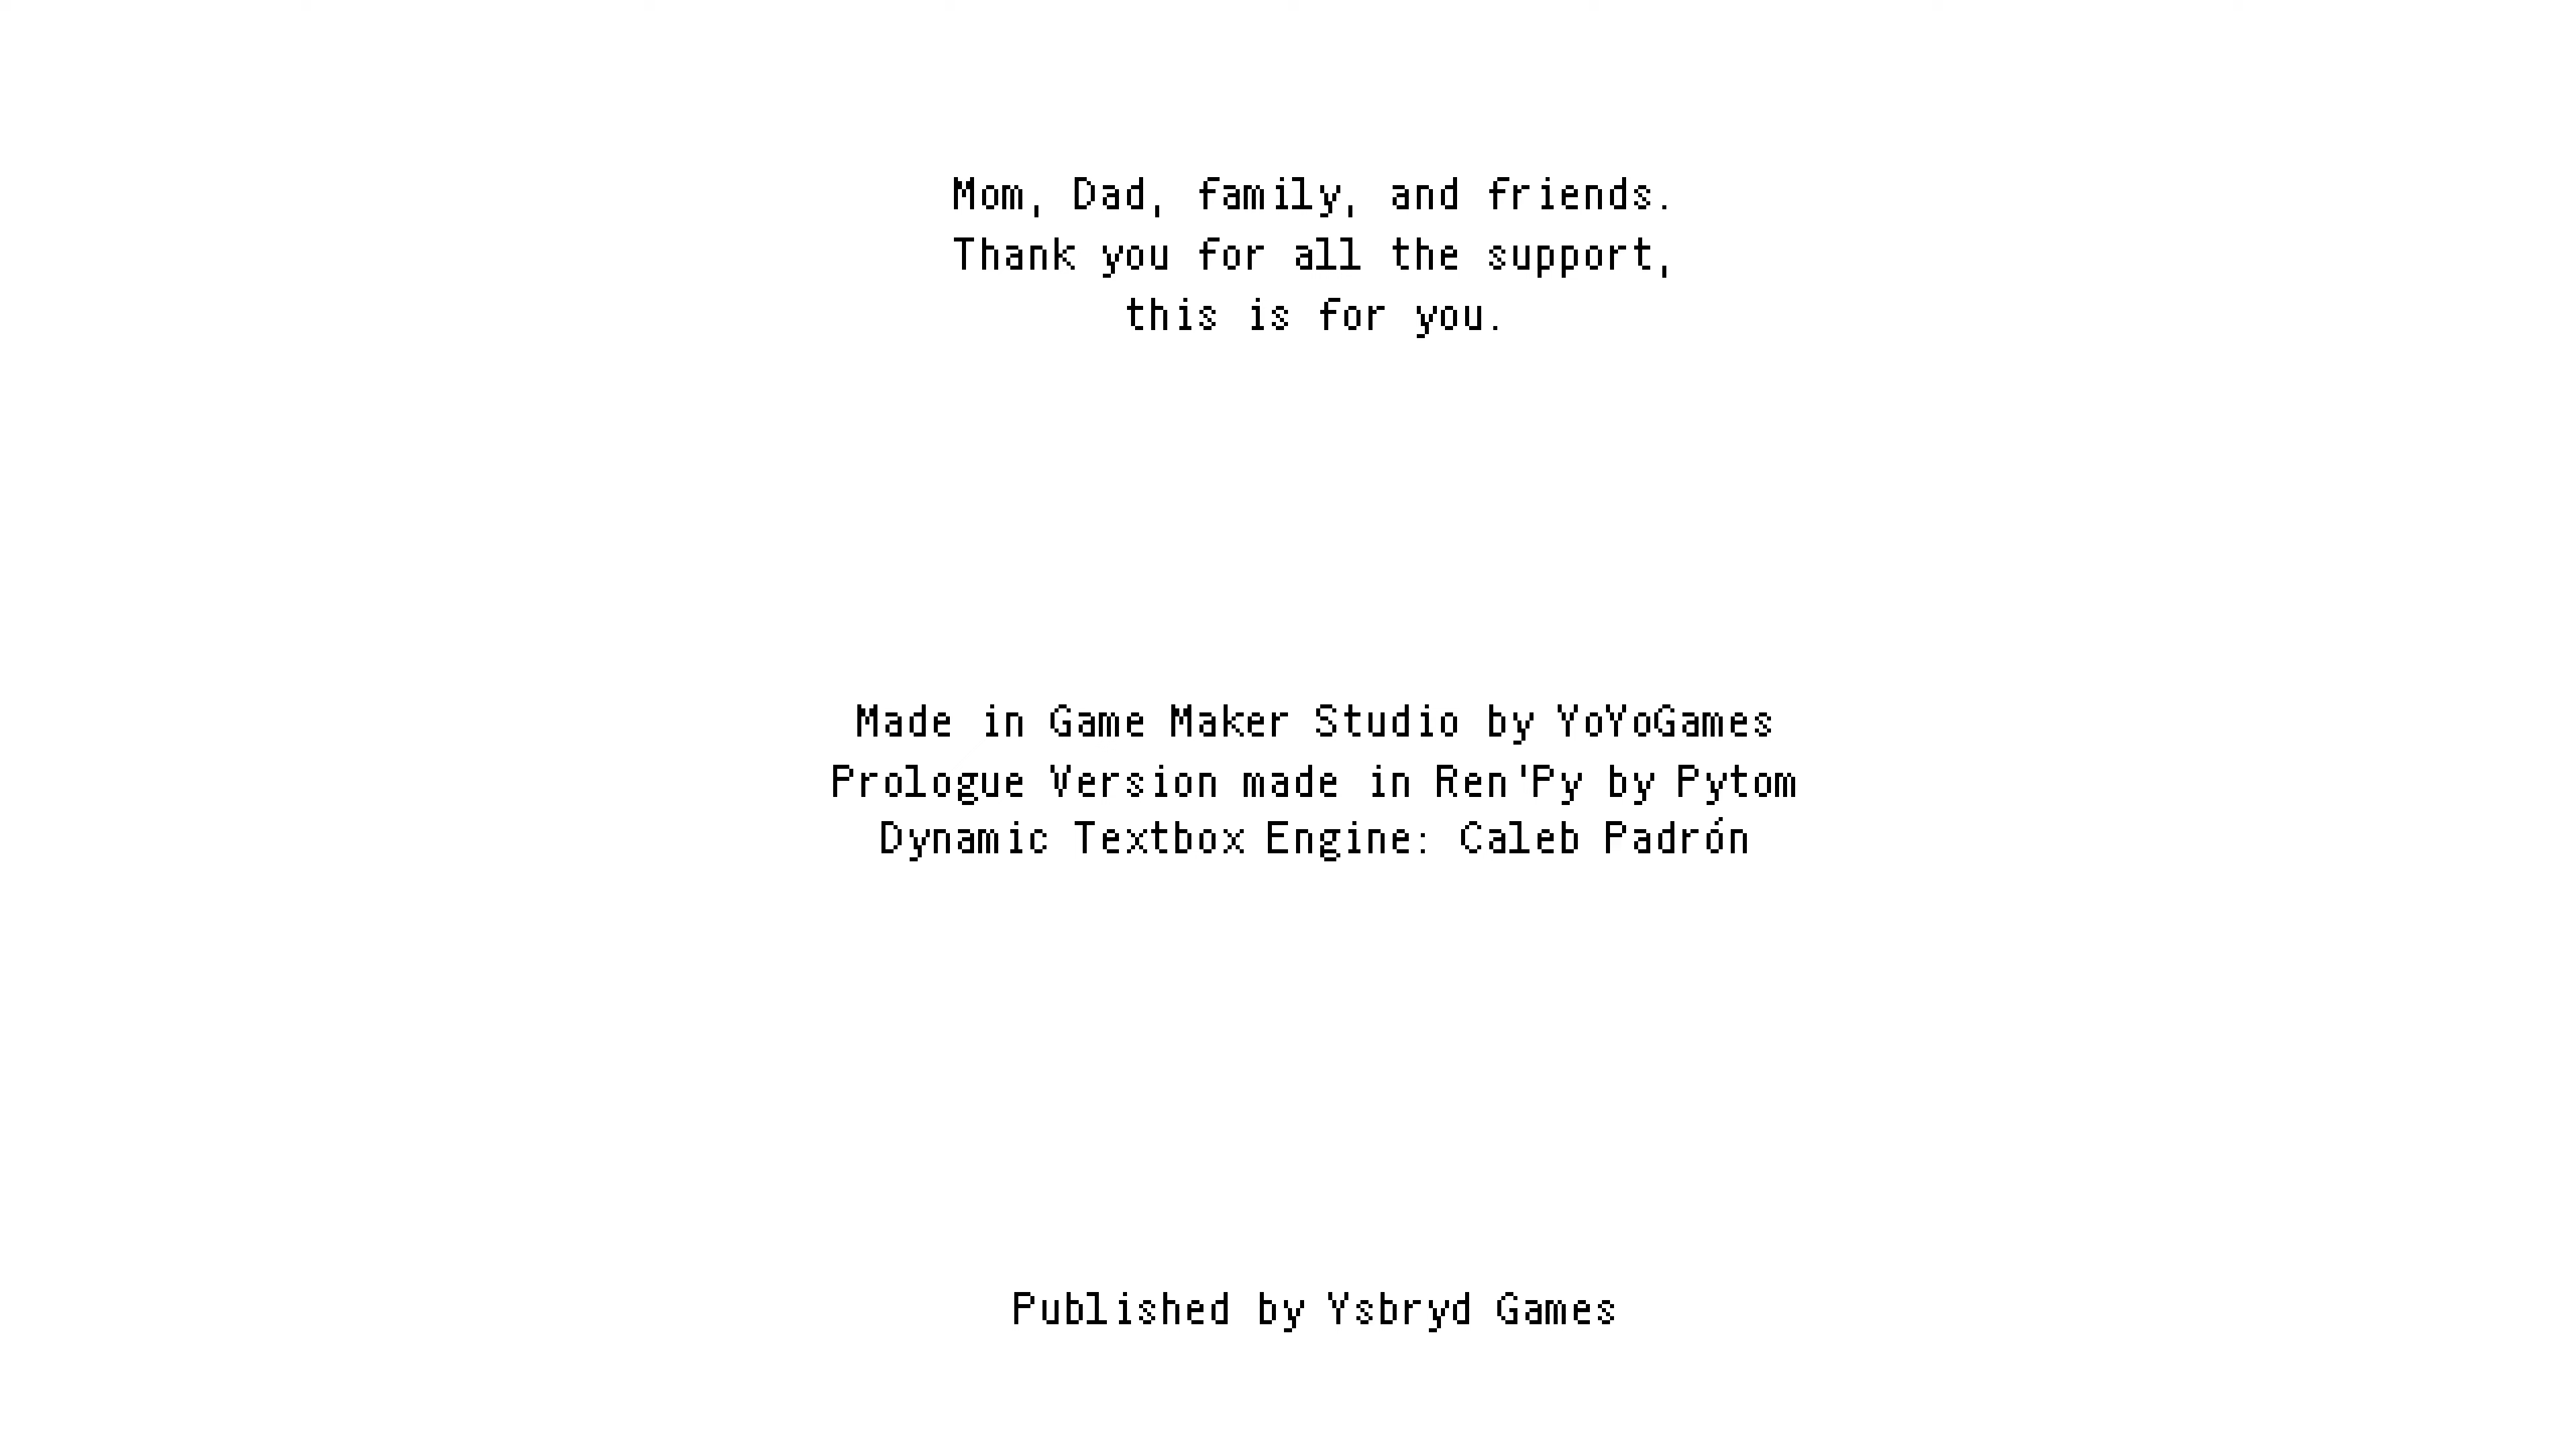 Mom, Dad, family, and friends.
Thank you for all the support,
this is for you.
Made in Game Maker Studio by YoYoGames
Prologue Version made in Ren'Py by Pytom
Dynamic Textbox Engine: Caleb Padrón
Published by Ysbryd Games